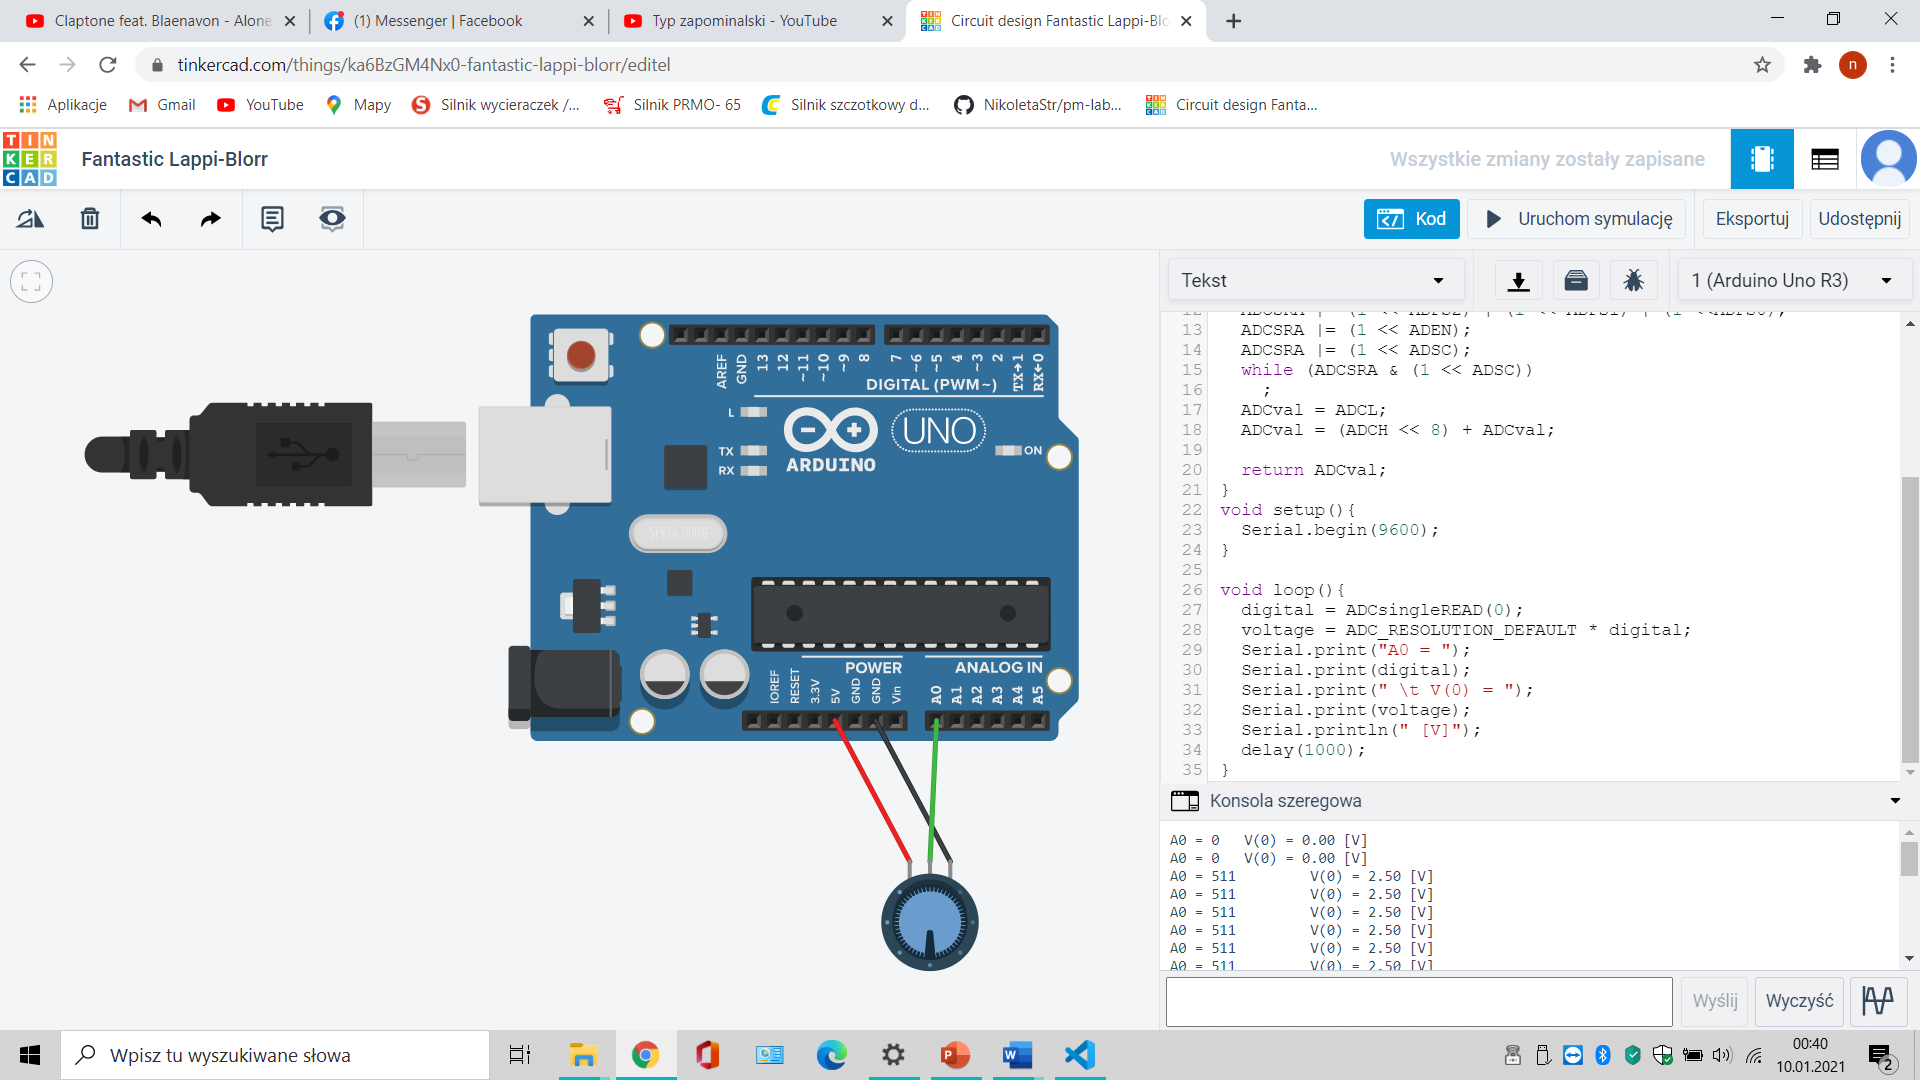 Claptone feat. Blaenavon - Alone
(1) Messenger | Facebook
Typ zapominalski - YouTube
Circuit design Fantastic Lappi-Blo
tinkercad.com/things/ka6BzGM4Nx0-fantastic-lappi-blorr/editel
n
Aplikacje
Gmail
YouTube
Mapy
Silnik wycieraczek /...
Silnik PRMO- 65
Silnik szczotkowy d...
NikoletaStr/pm-lab...
Circuit design Fanta...
TINKERCAD
Fantastic Lappi-Blorr
Wszystkie zmiany zostały zapisane
Kod
Uruchom symulację
Eksportuj
Udostępnij
Tekst
1 (Arduino Uno R3)
AREF
GND
13
12
~11
~10
~9
8
7
~6
~5
4
~3
2
TX→1
RX←0
DIGITAL (PWM~)
L
TX
RX
ARDUINO
UNO
ON
SPK16.000G
POWER
ANALOG IN
IOREF
RESET
3.3V
5V
GND
GND
Vin
A0
A1
A2
A3
A4
A5
13 ADCSRA |= (1 << ADEN);
14 ADCSRA |= (1 << ADSC);
15 while (ADCSRA & (1 << ADSC))
16 ;
17 ADCval = ADCL;
18 ADCval = (ADCH << 8) + ADCval;
19
20 return ADCval;
21 }
22 void setup(){
23 Serial.begin(9600);
24 }
25
26 void loop(){
27 digital = ADCsingleREAD(0);
28 voltage = ADC_RESOLUTION_DEFAULT * digital;
29 Serial.print("A0 = ");
30 Serial.print(digital);
31 Serial.print(" \t V(0) = ");
32 Serial.print(voltage);
33 Serial.println(" [V]");
34 delay(1000);
35 }
Konsola szeregowa
A0 = 0 V(0) = 0.00 [V]
A0 = 0 V(0) = 0.00 [V]
A0 = 511 V(0) = 2.50 [V]
A0 = 511 V(0) = 2.50 [V]
A0 = 511 V(0) = 2.50 [V]
A0 = 511 V(0) = 2.50 [V]
A0 = 511 V(0) = 2.50 [V]
A0 = 511 V(0) = 2.50 [V]
Wyślij
Wyczyść
Wpisz tu wyszukiwane słowa
00:40
10.01.2021
2